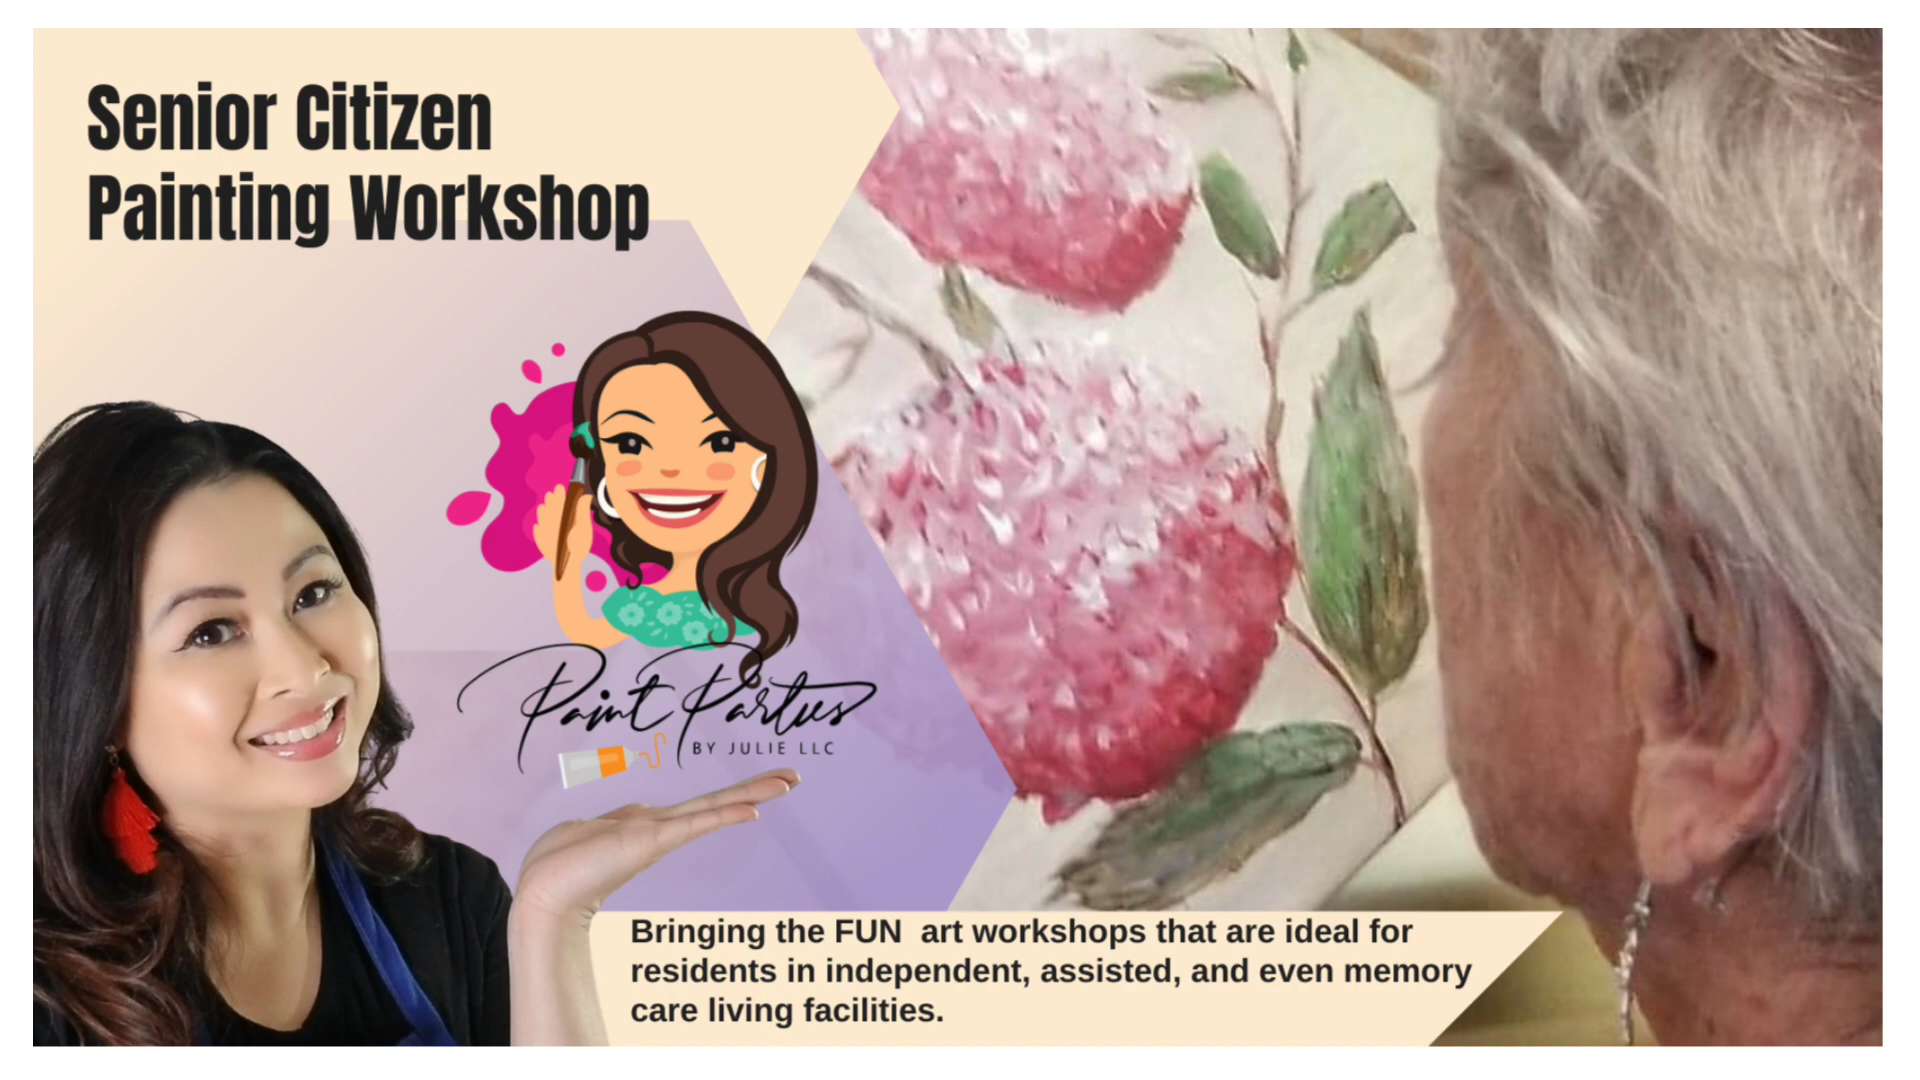 Senior Citizen
Painting Workshop
Paint Parties
BY JULIE LLC
Bringing the FUN  art workshops that are ideal for
residents in independent, assisted, and even memory
care living facilities.